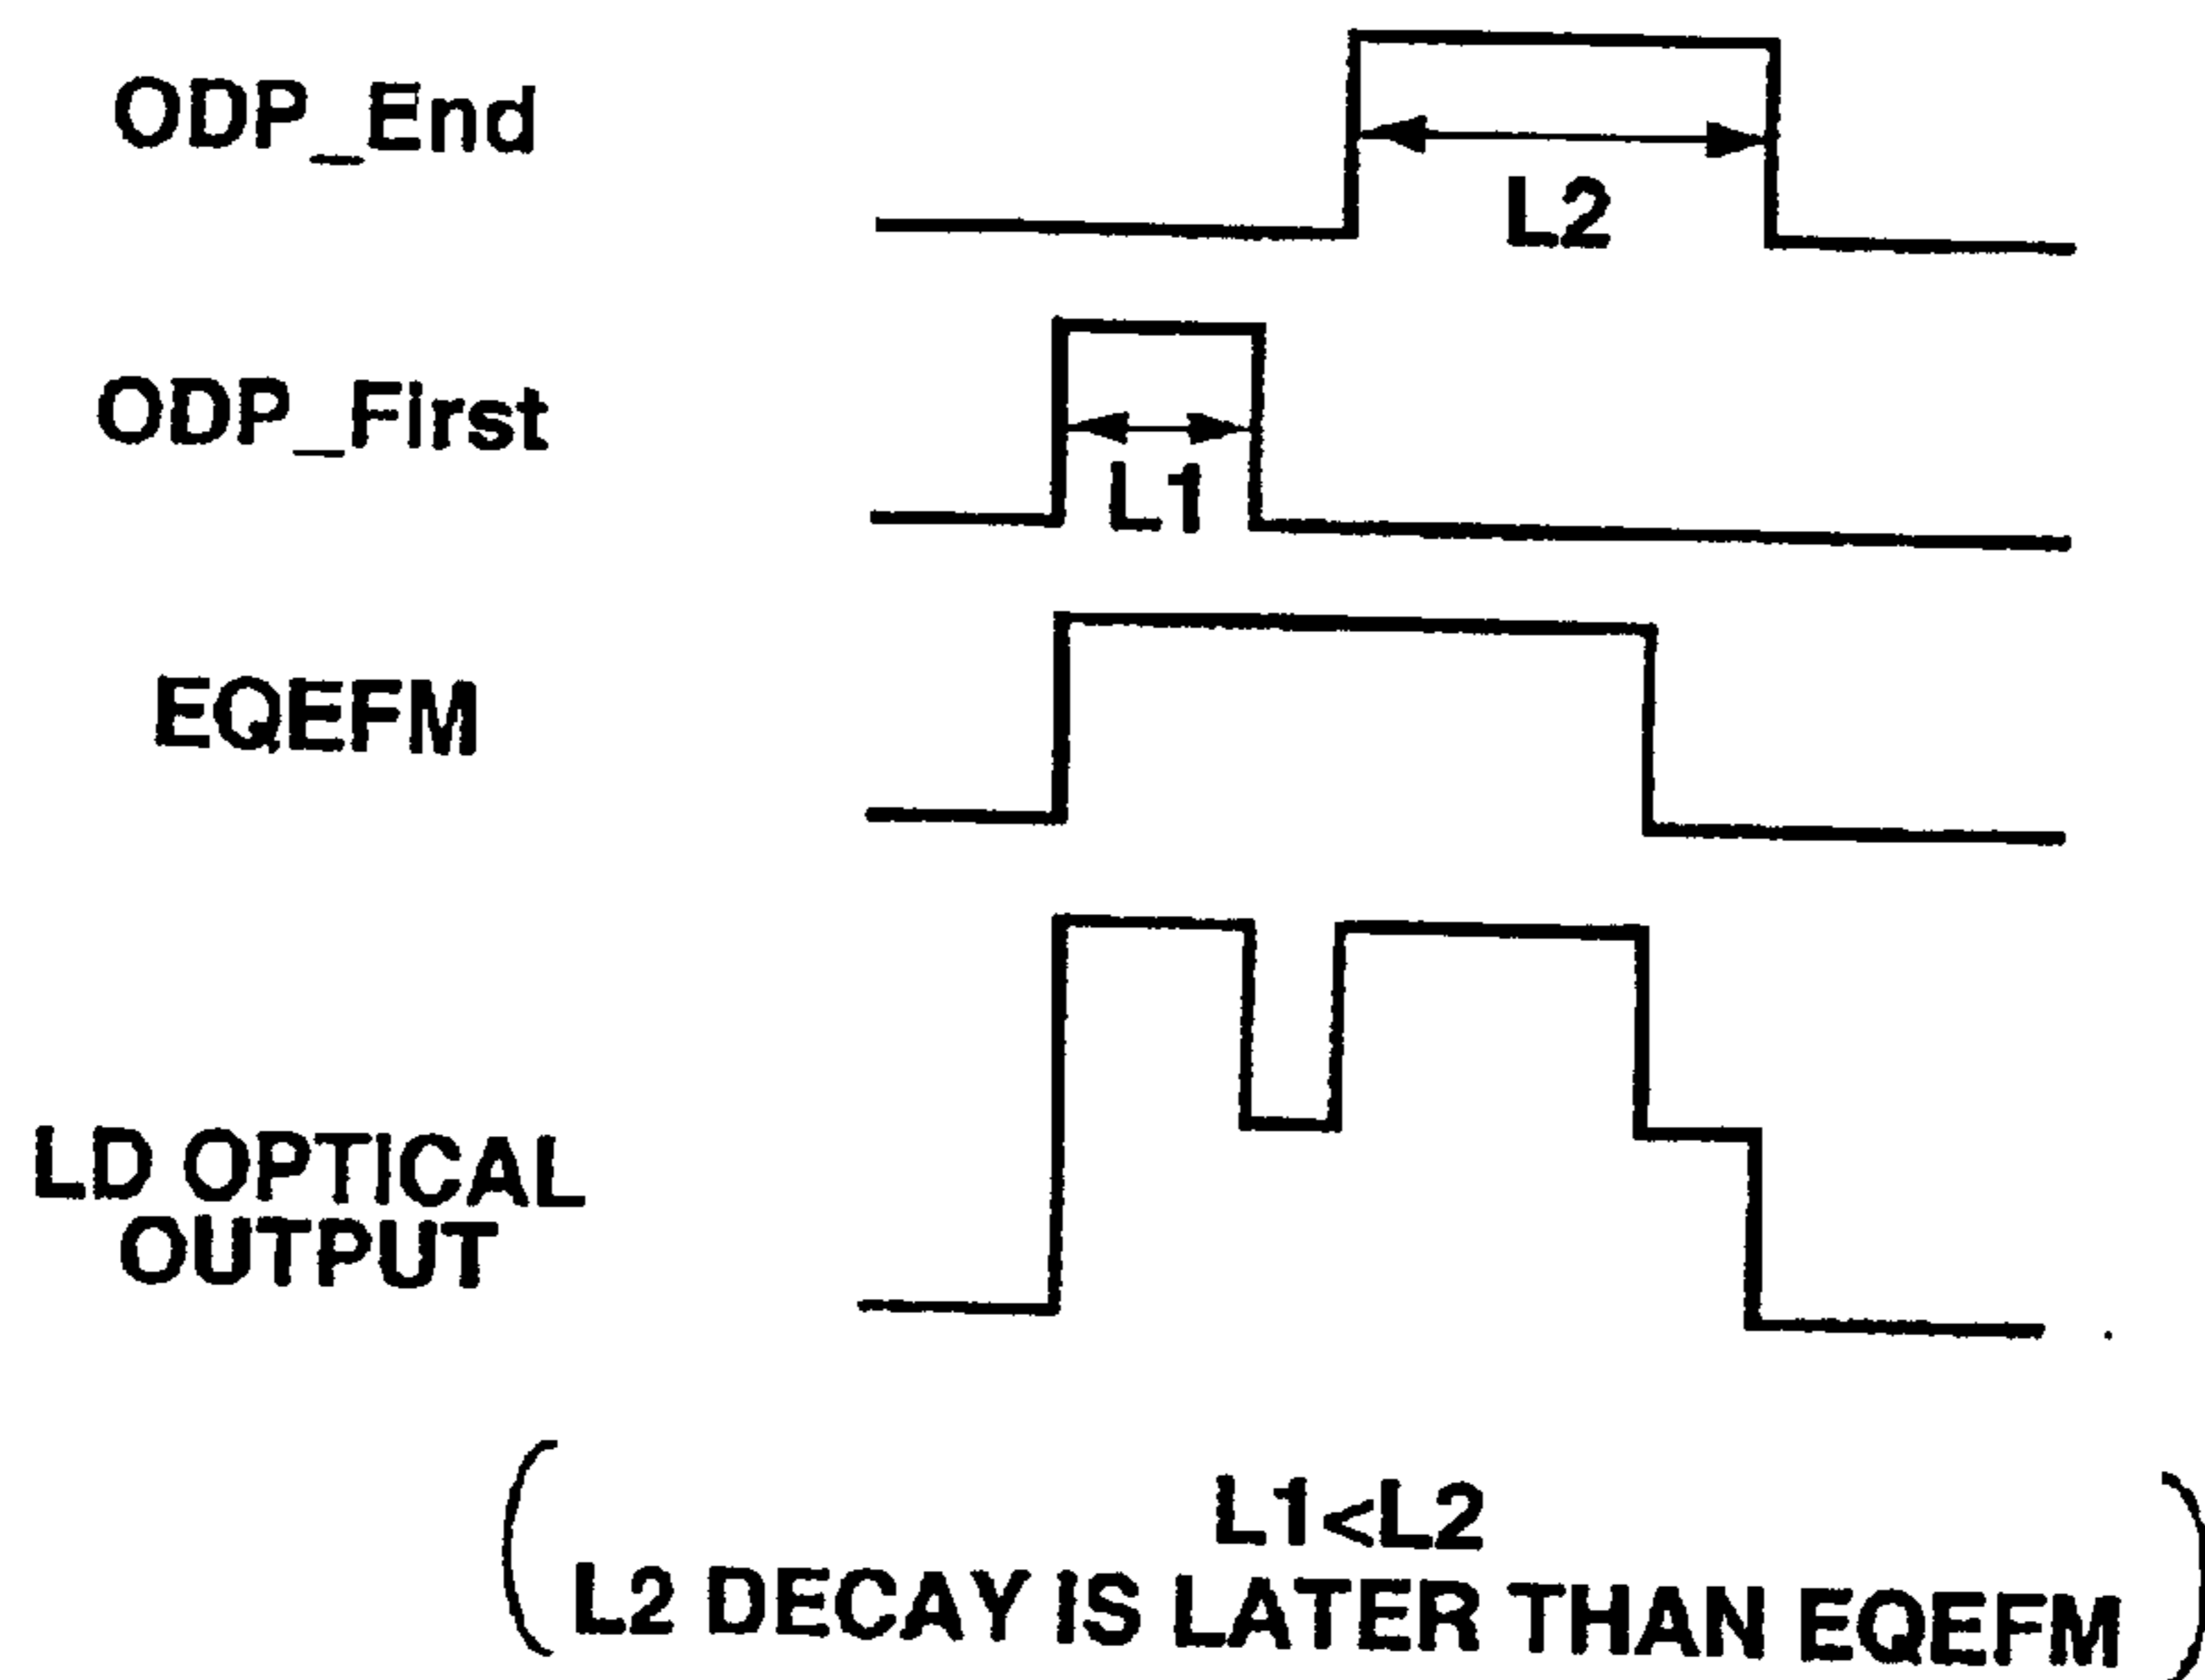 ODP_End
L2
ODP_First
L1
EQEFM
LD OPTICAL
OUTPUT
L1<L2
L2 DECAY IS LATER THAN EQEFM